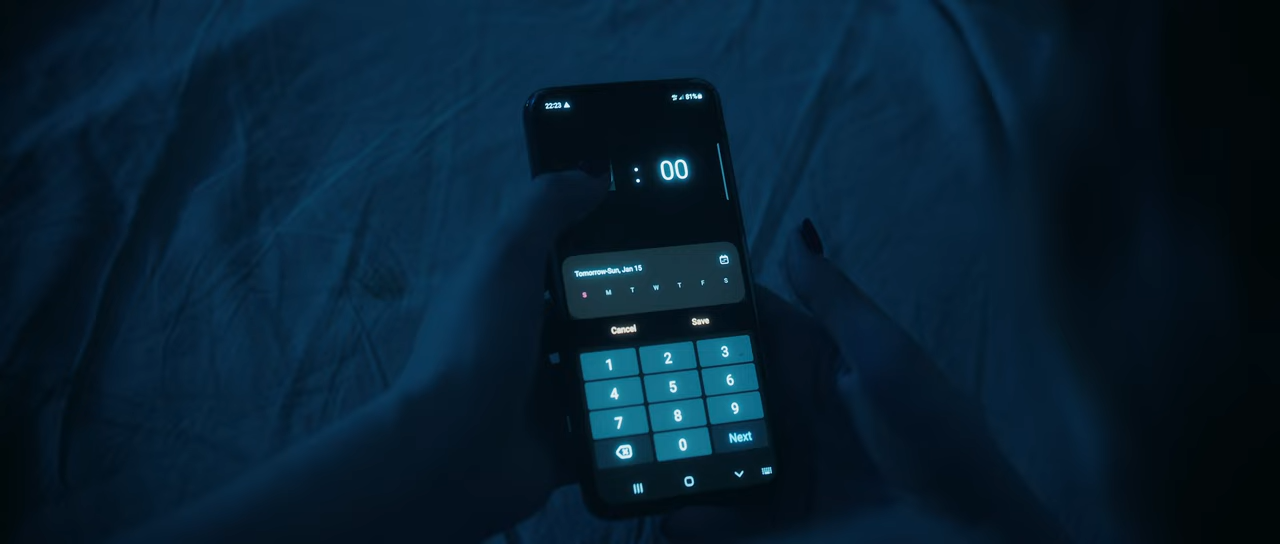 22:23 81%
: 00
Tomorrow-Sun, Jan 15
S M T W T F S
Cancel Save
1 2 3
4 5 6
7 8 9
0 Next